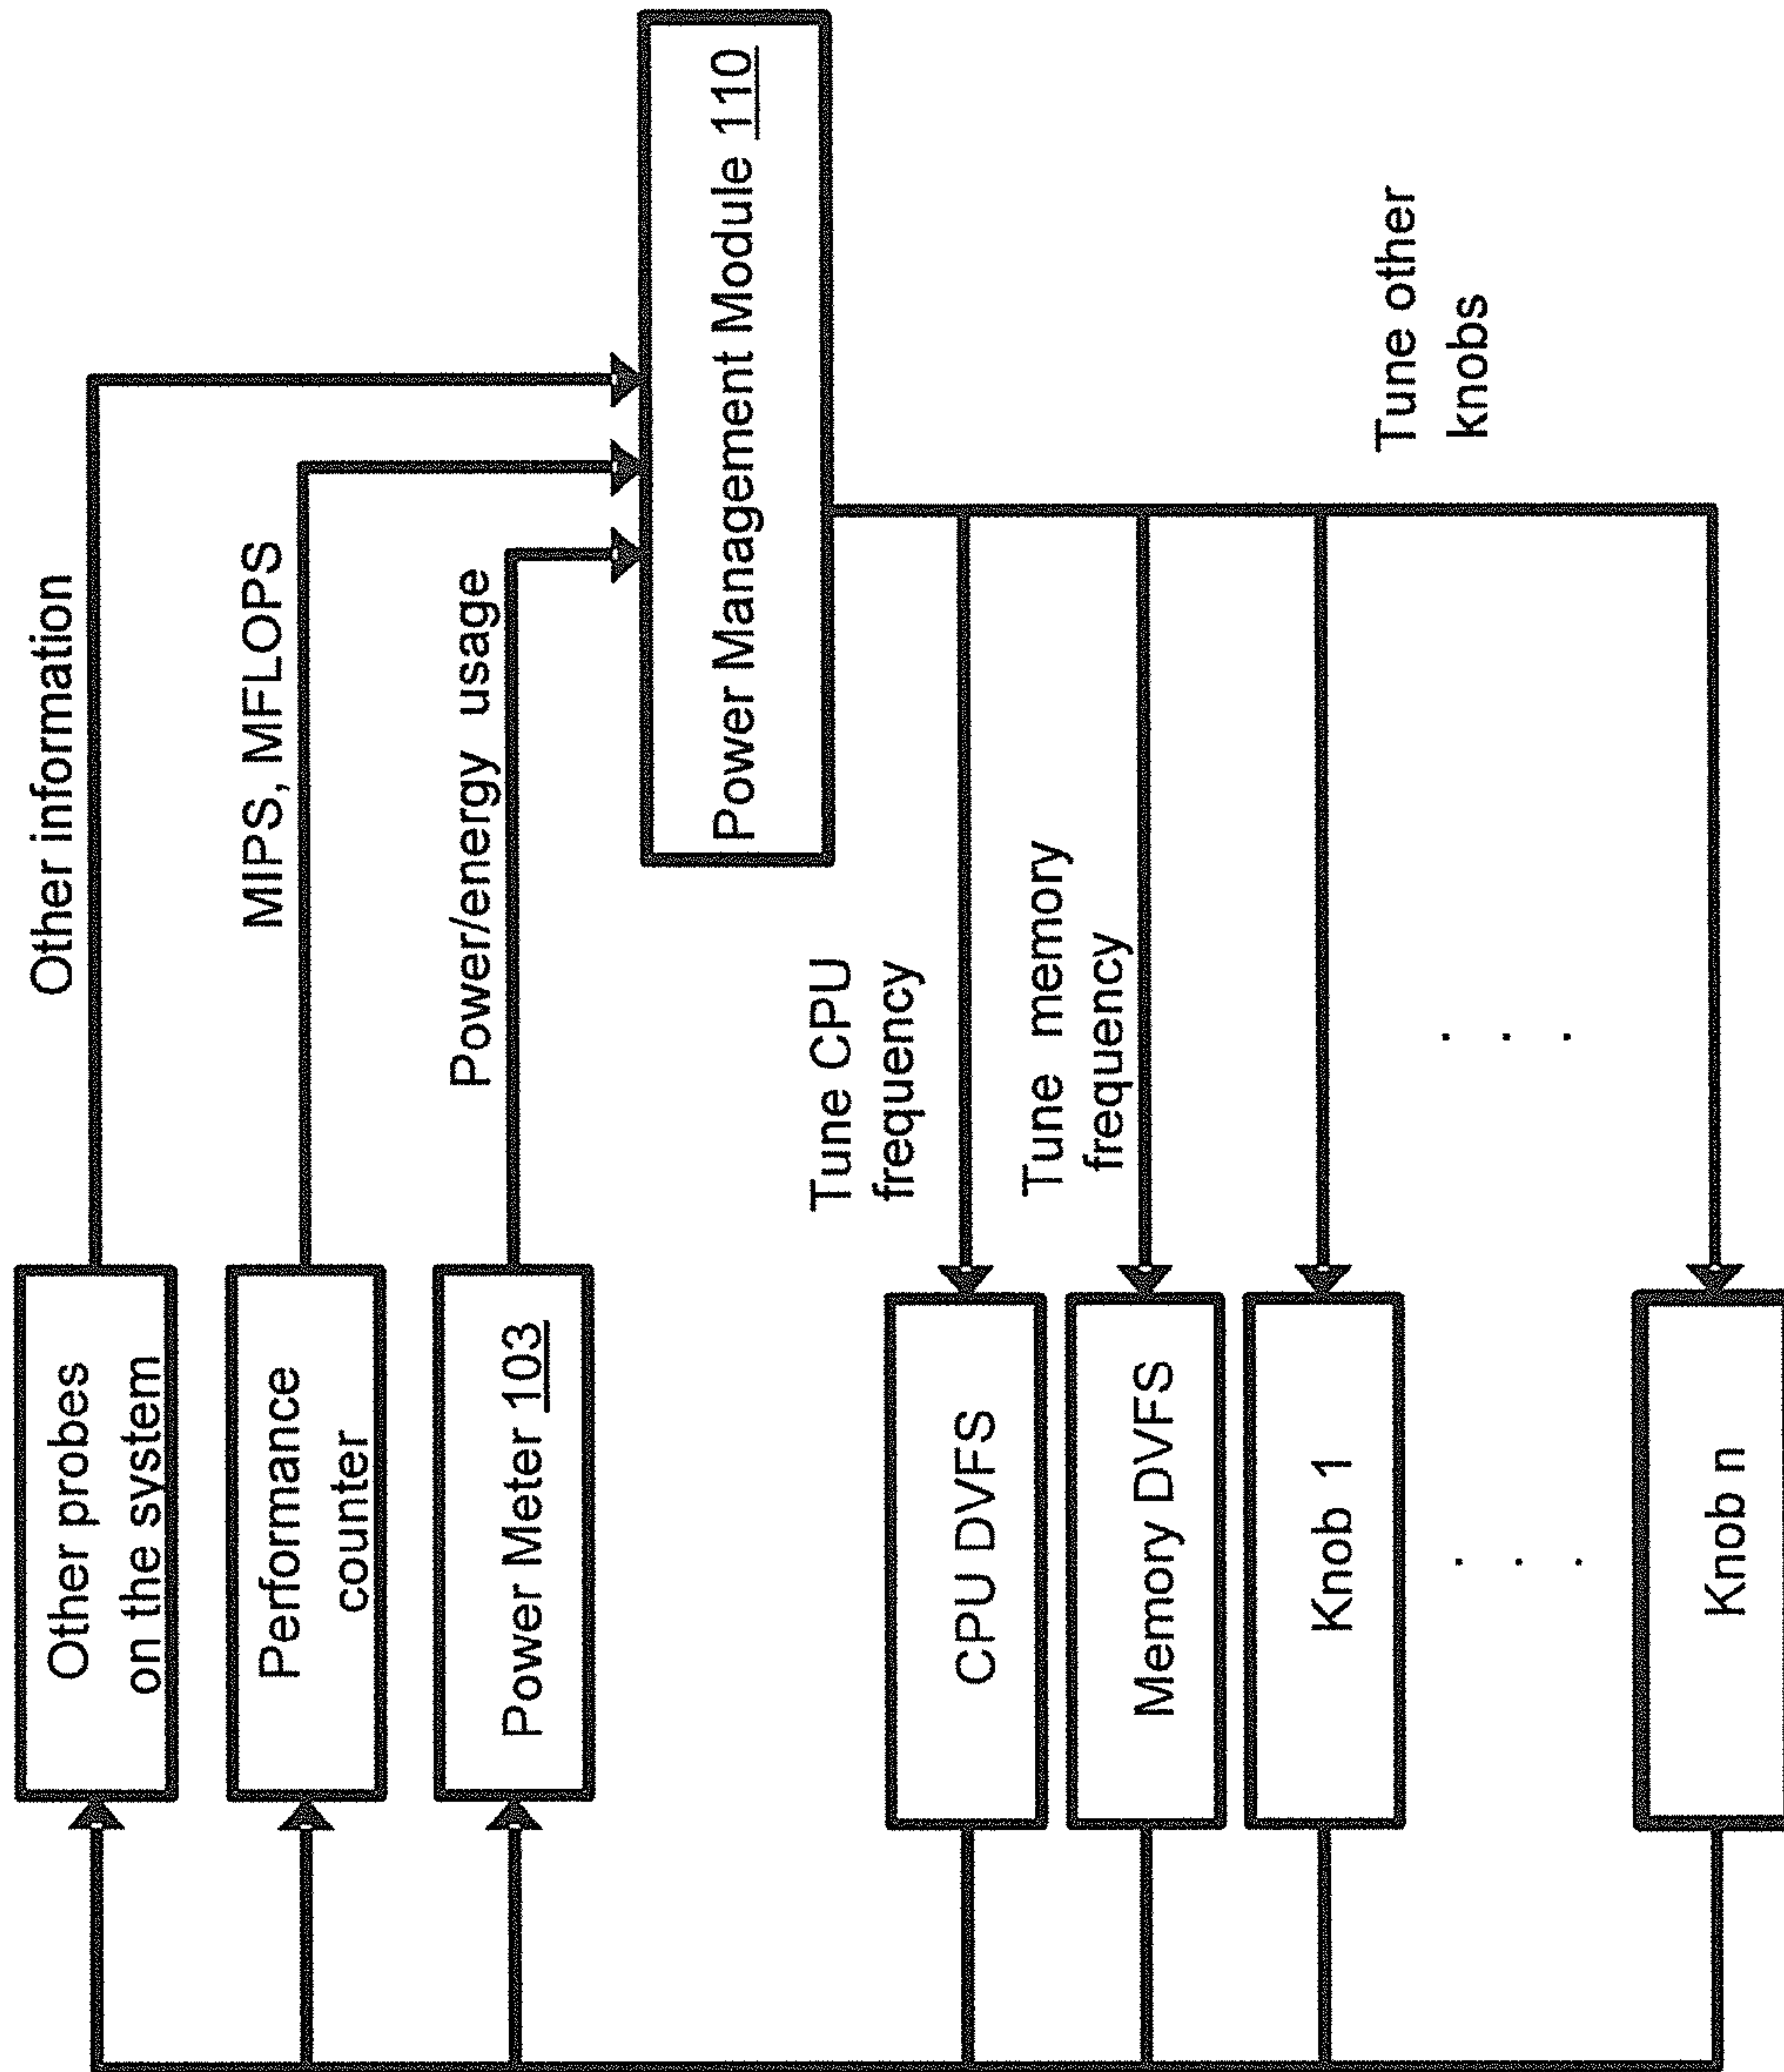 Other probes
on the system
Performance
counter
Power Meter 103
Other information
MIPS, MFLOPS
Power/energy usage
Power Management Module 110
Tune CPU
frequency
Tune memory
frequency
Tune other
knobs
. . .
CPU DVFS
Memory DVFS
Knob 1
. . .
Knob n